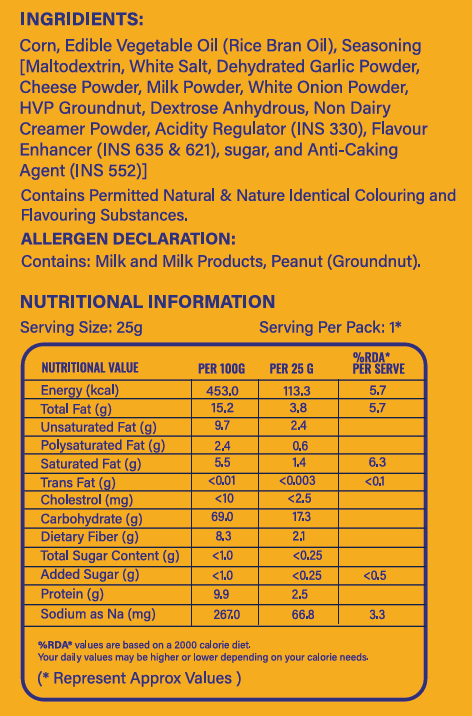 INGRIDIENTS:
Corn, Edible Vegetable Oil (Rice Bran Oil), Seasoning
[Maltodextrin, White Salt, Dehydrated Garlic Powder,
Cheese Powder, Milk Powder, White Onion Powder,
HVP Groundnut, Dextrose Anhydrous, Non Dairy
Creamer Powder, Acidity Regulator (INS 330), Flavour
Enhancer (INS 635 & 621), sugar, and Anti-Caking
Agent (INS 552)]
Contains Permitted Natural & Nature Identical Colouring and
Flavouring Substances.
ALLERGEN DECLARATION:
Contains: Milk and Milk Products, Peanut (Groundnut).
NUTRITIONAL INFORMATION
Serving Size: 25g Serving Per Pack: 1*
NUTRITIONAL VALUE PER 100G PER 25 G %RDA* PER SERVE
Energy (kcal) 453.0 113.3 5.7
Total Fat (g) 15.2 3.8 5.7
Unsaturated Fat (g) 9.7 2.4
Polysaturated Fat (g) 2.4 0.6
Saturated Fat (g) 5.5 1.4 6.3
Trans Fat (g) <0.01 <0.003 <0.1
Cholestrol (mg) <10 <2.5
Carbohydrate (g) 69.0 17.3
Dietary Fiber (g) 8.3 2.1
Total Sugar Content (g) <1.0 <0.25
Added Sugar (g) <1.0 <0.25 <0.5
Protein (g) 9.9 2.5
Sodium as Na (mg) 267.0 66.8 3.3
%RDA* values are based on a 2000 calorie diet.
Your daily values may be higher or lower depending on your calorie needs.
(* Represent Approx Values )